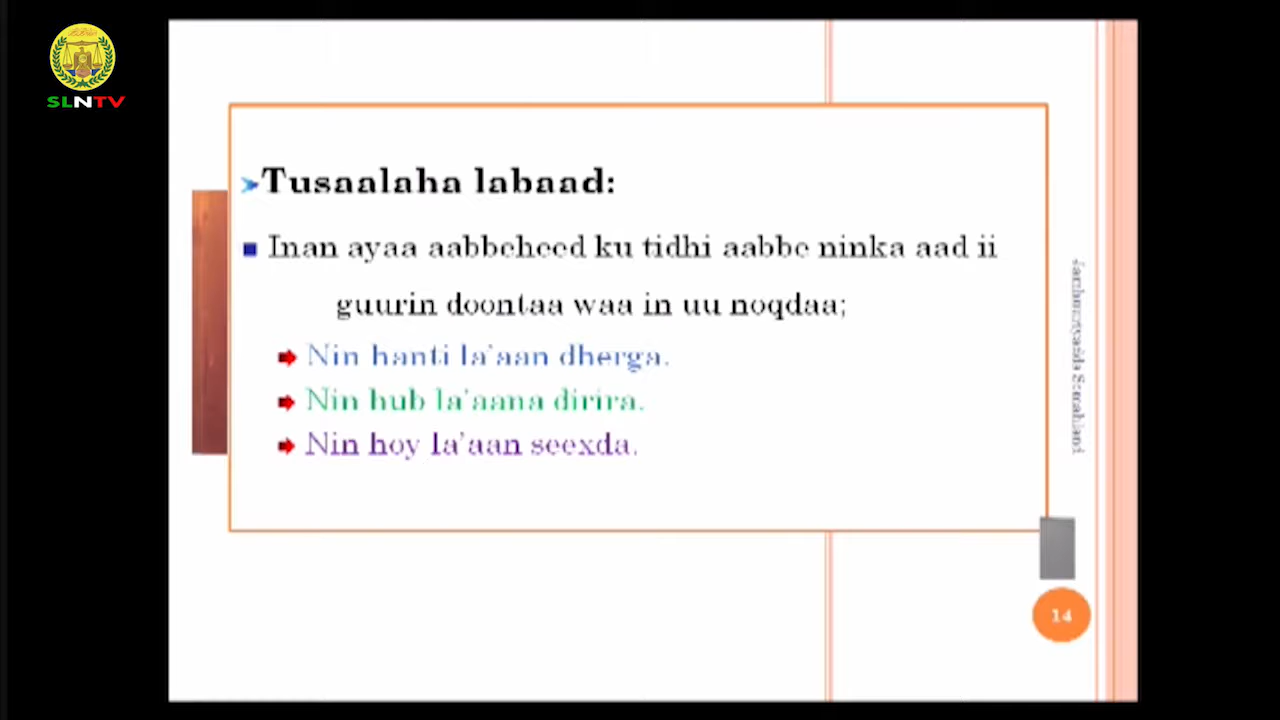 SLNTV
Tusaalaha labaad:
Inan ayaa aabbeheed ku tidhi aabbe ninka aad ii
guurin doontaa waa in uu noqdaa;
Nin hanti la'aan dherga.
Nin hub la'aana dirira.
Nin hoy la'aan seexda.
14